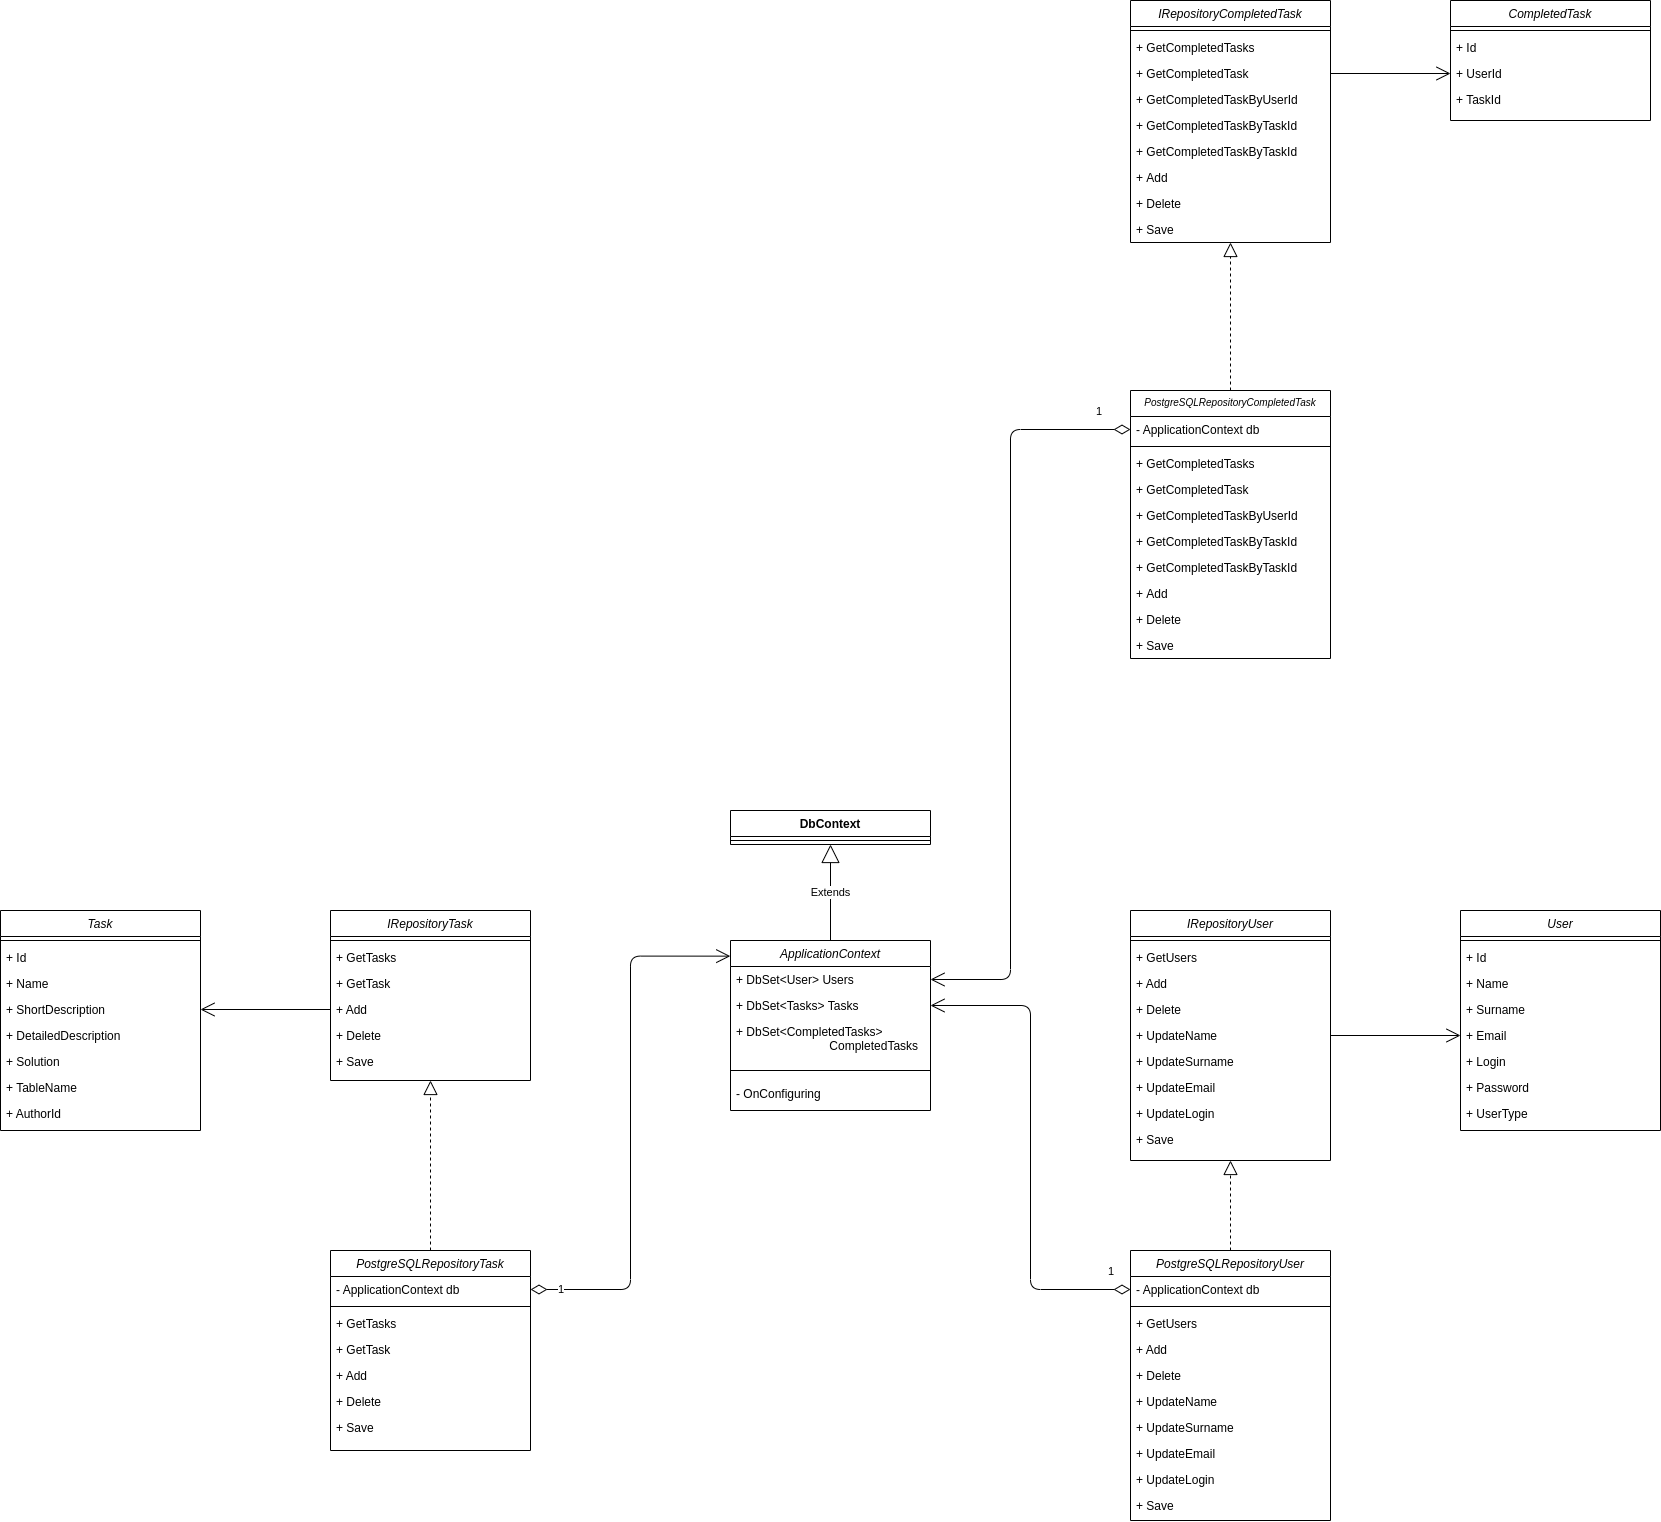 IRepositoryCompletedTask
+ GetCompletedTasks
+ GetCompletedTask
+ GetCompletedTaskByUserId
+ GetCompletedTaskByTaskId
+ GetCompletedTaskByTaskId
+ Add
+ Delete
+ Save
CompletedTask
+ Id
+ UserId
+ TaskId
PostgreSQLRepositoryCompletedTask
- ApplicationContext db
+ GetCompletedTasks
+ GetCompletedTask
+ GetCompletedTaskByUserId
+ GetCompletedTaskByTaskId
+ GetCompletedTaskByTaskId
+ Add
+ Delete
+ Save
1
DbContext
Extends
Task
+ Id
+ Name
+ ShortDescription
+ DetailedDescription
+ Solution
+ TableName
+ AuthorId
IRepositoryTask
+ GetTasks
+ GetTask
+ Add
+ Delete
+ Save
ApplicationContext
+ DbSet<User> Users
+ DbSet<Tasks> Tasks
+ DbSet<CompletedTasks>
CompletedTasks
- OnConfiguring
IRepositoryUser
+ GetUsers
+ Add
+ Delete
+ UpdateName
+ UpdateSurname
+ UpdateEmail
+ UpdateLogin
+ Save
User
+ Id
+ Name
+ Surname
+ Email
+ Login
+ Password
+ UserType
PostgreSQLRepositoryTask
- ApplicationContext db
+ GetTasks
+ GetTask
+ Add
+ Delete
+ Save
1
1
PostgreSQLRepositoryUser
- ApplicationContext db
+ GetUsers
+ Add
+ Delete
+ UpdateName
+ UpdateSurname
+ UpdateEmail
+ UpdateLogin
+ Save